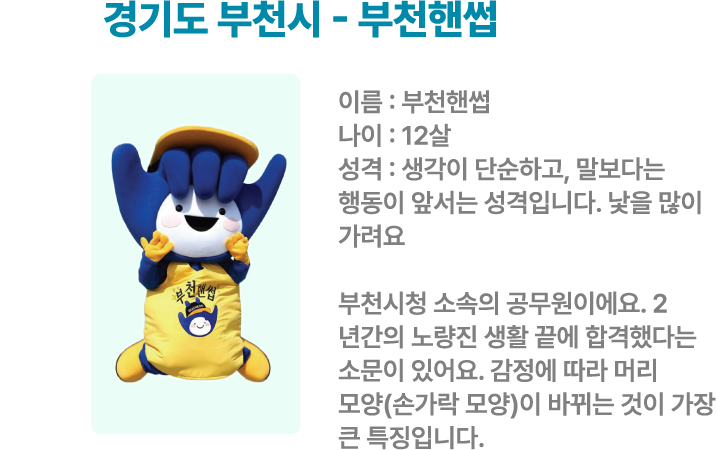 경기도 부천시 - 부천핸썹
이름 : 부천핸썹
나이 : 12살
성격 : 생각이 단순하고, 말보다는
행동이 앞서는 성격입니다. 낯을 많이
가려요
부천핸썹
부천시청 소속의 공무원이에요. 2
년간의 노량진 생활 끝에 합격했다는
소문이 있어요. 감정에 따라 머리
모양(손가락 모양)이 바뀌는 것이 가장
큰 특징입니다.